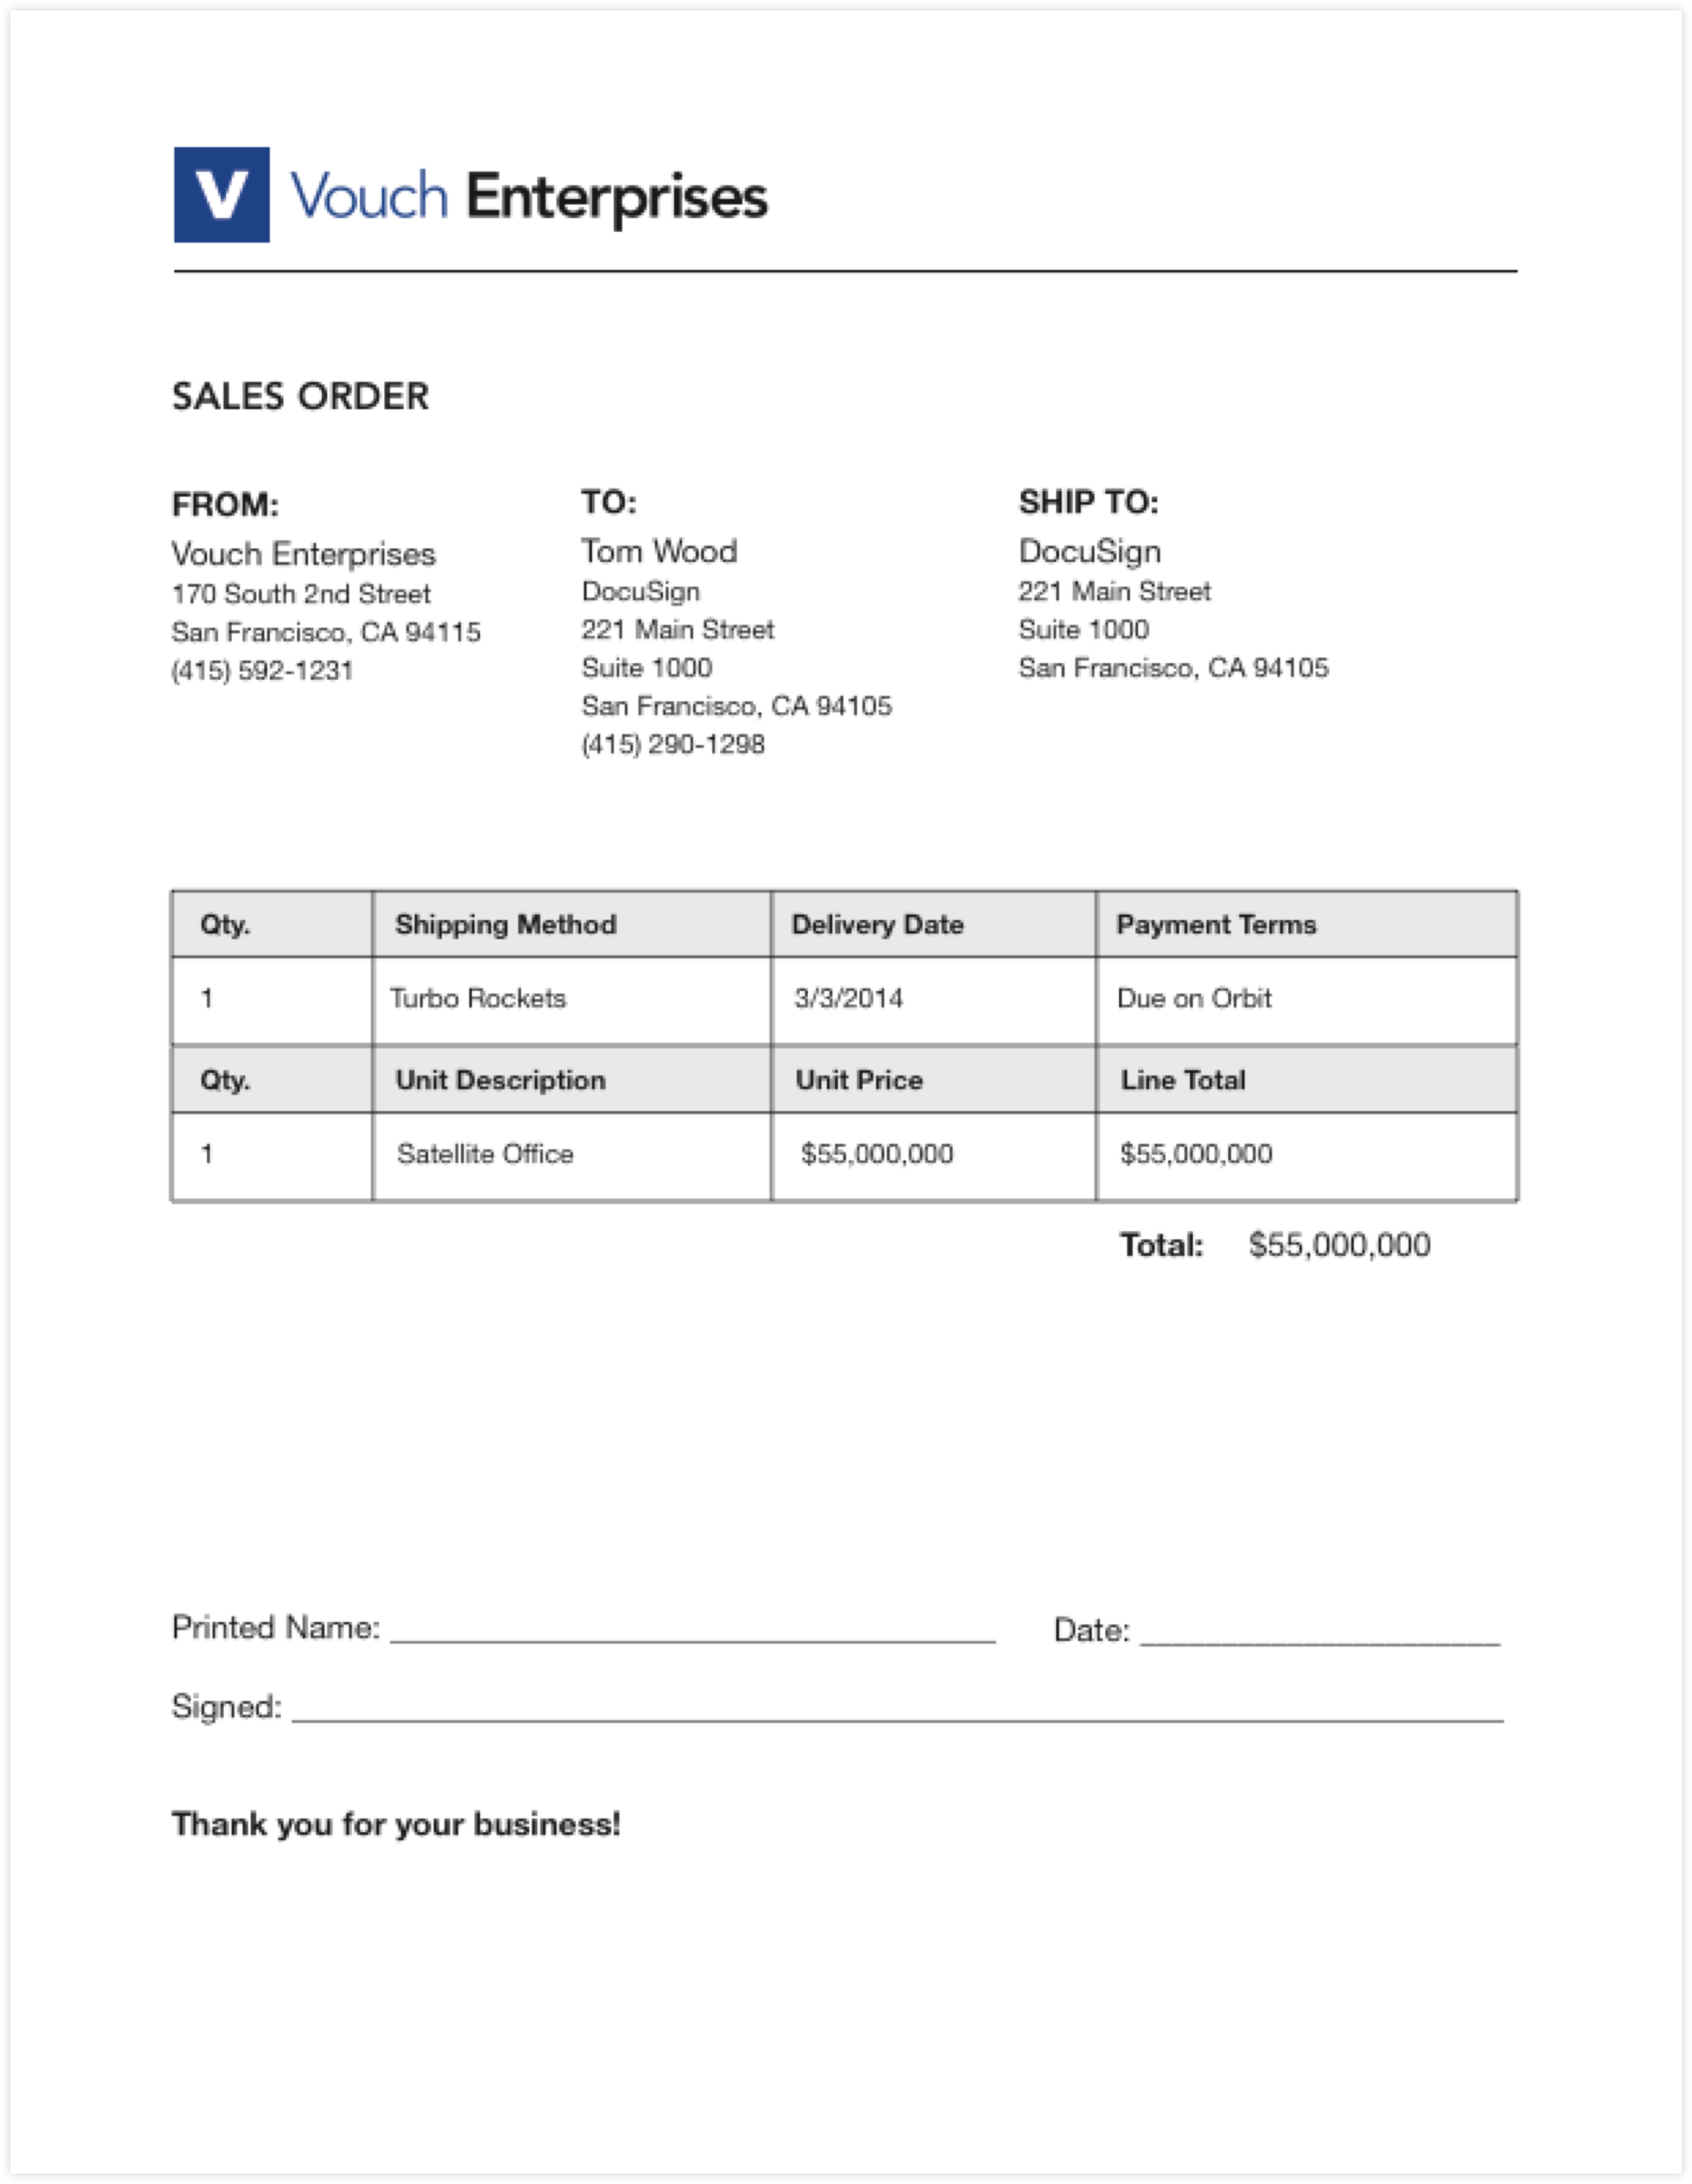 V Vouch Enterprises
SALES ORDER
FROM:
Vouch Enterprises
170 South 2nd Street
San Francisco, CA 94115
(415) 592-1231
TO:
Tom Wood
DocuSign
221 Main Street
Suite 1000
San Francisco, CA 94105
(415) 290-1298
SHIP TO:
DocuSign
221 Main Street
Suite 1000
San Francisco, CA 94105
Qty. Shipping Method Delivery Date Payment Terms
1 Turbo Rockets 3/3/2014 Due on Orbit
Qty. Unit Description Unit Price Line Total
1 Satellite Office $55,000,000 $55,000,000
Total: $55,000,000
Printed Name: Date:
Signed:
Thank you for your business!